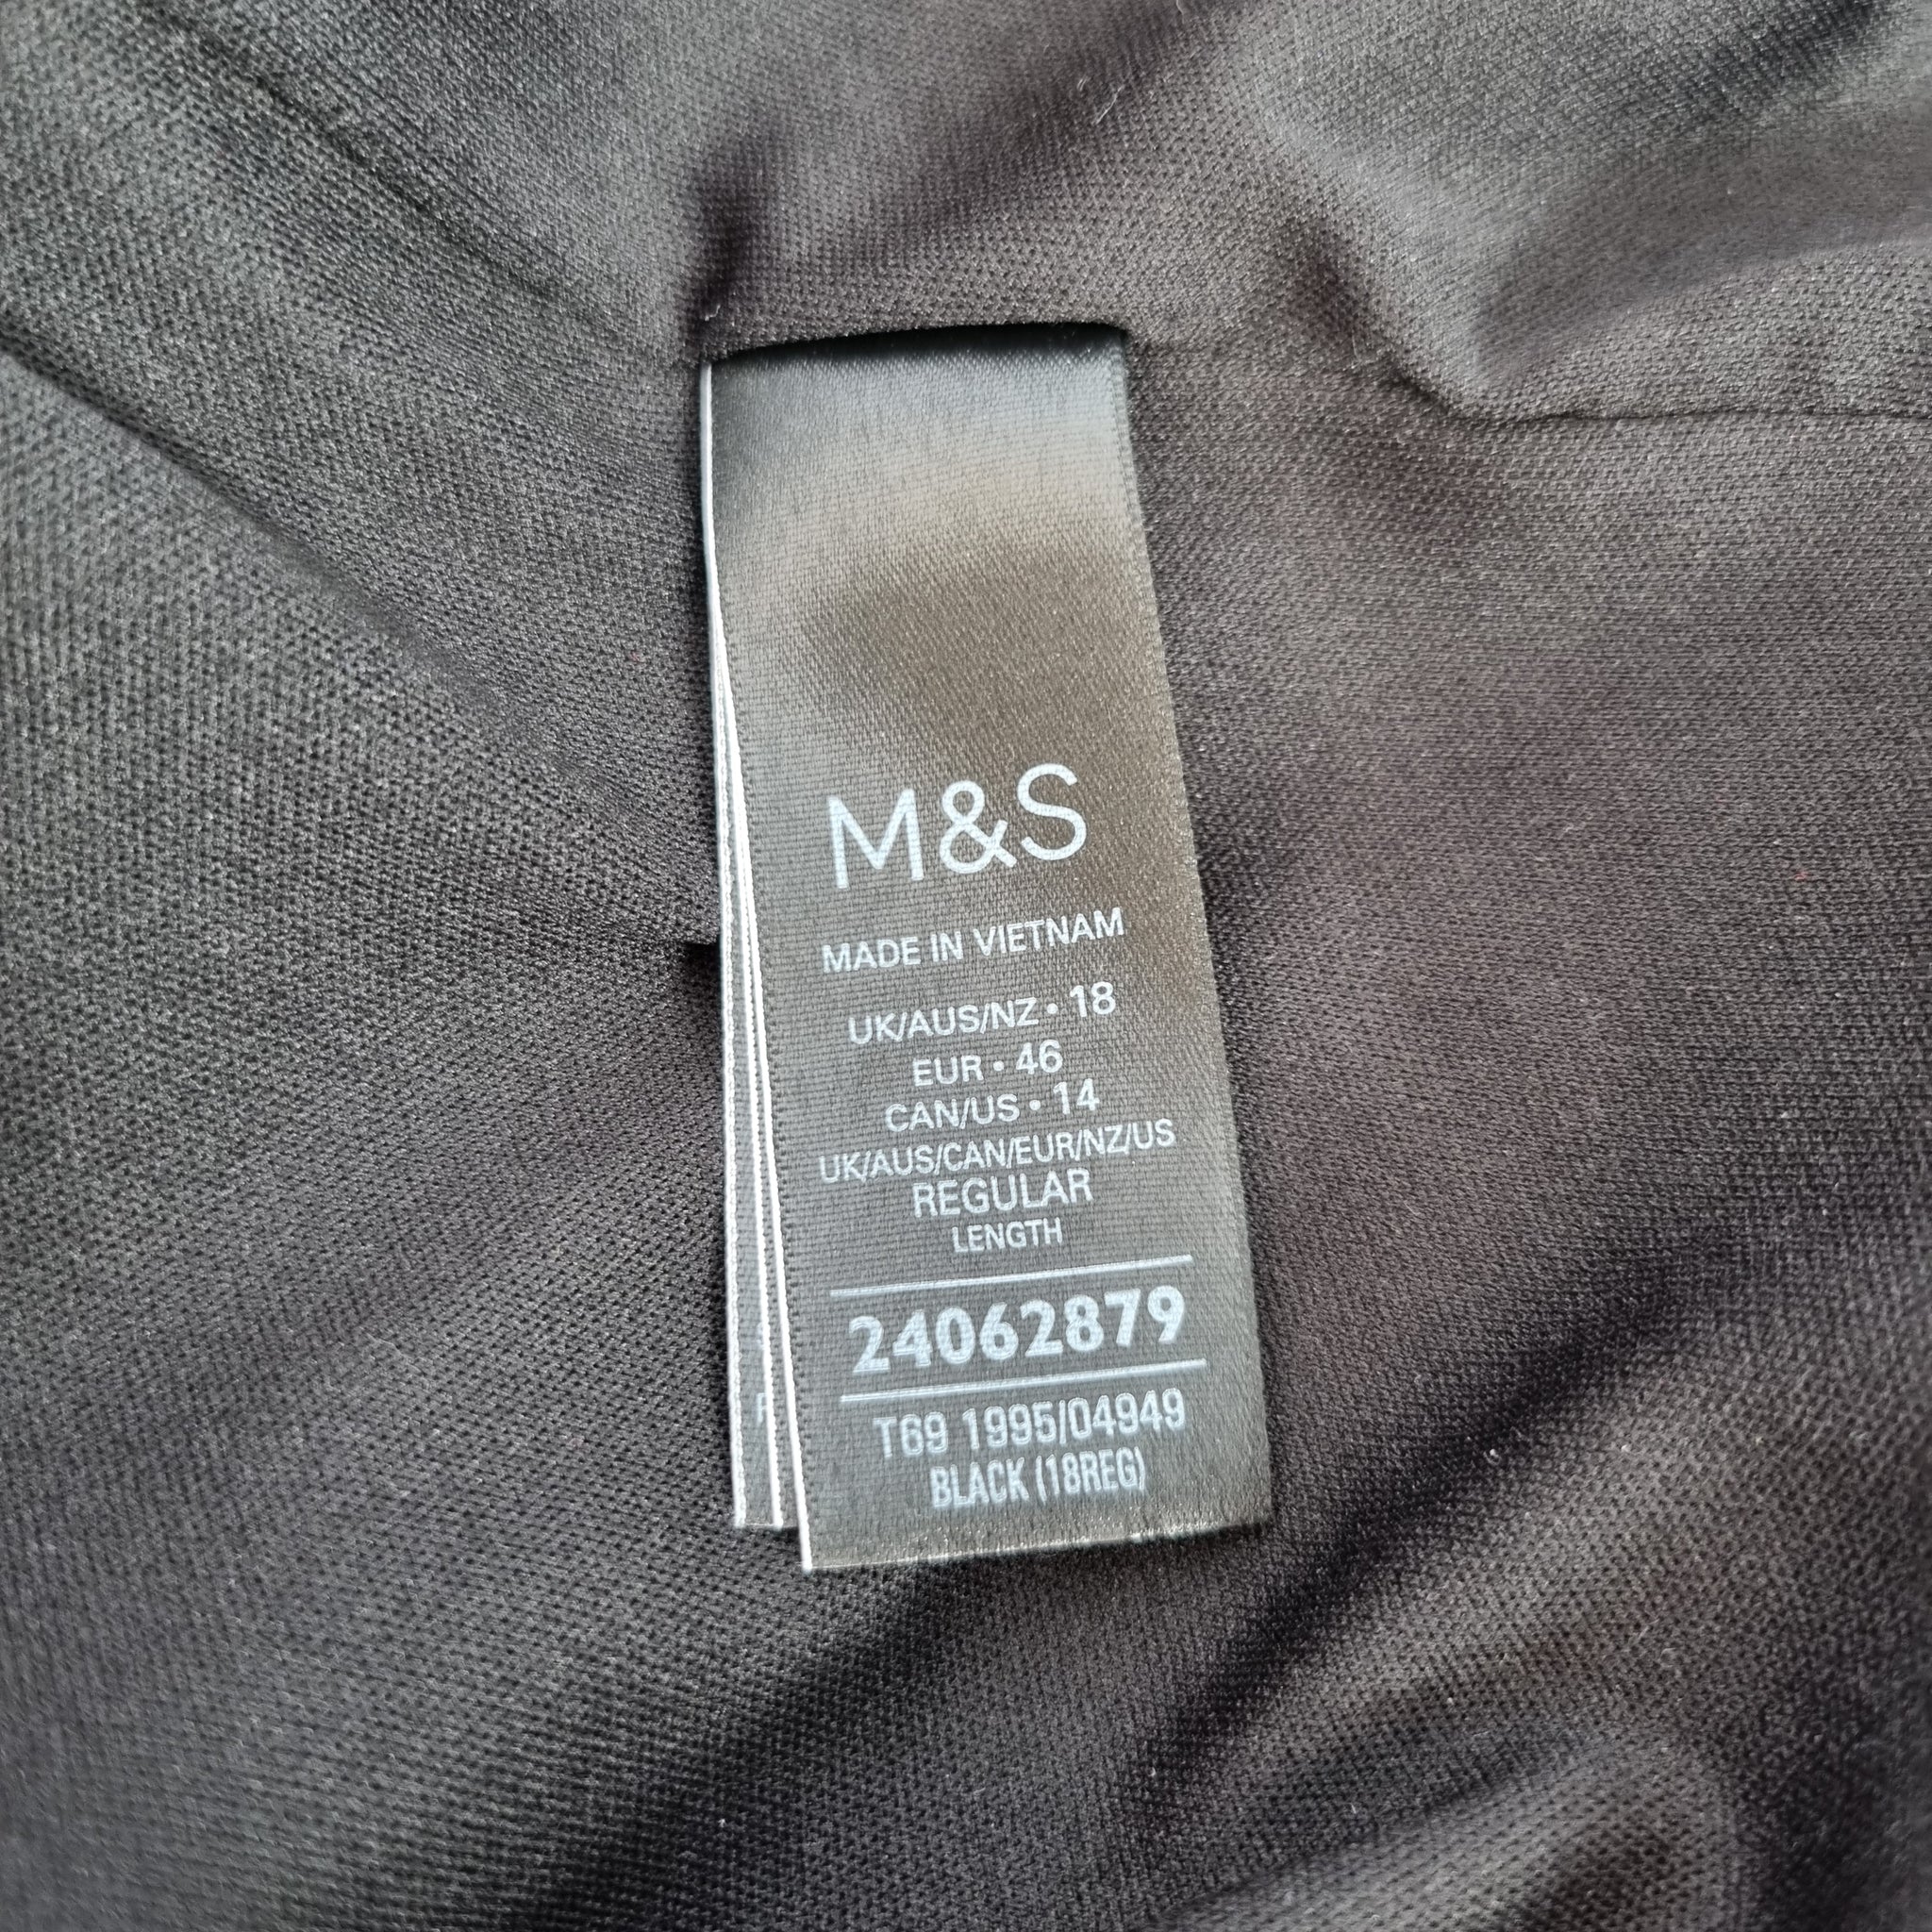 M&S
MADE IN VIETNAM
UK/AUS/NZ • 18
EUR • 46
CAN/US • 14
UK/AUS/CAN/EUR/NZ/US
REGULAR
LENGTH
24062879
T69 1995/04949
BLACK (18REG)